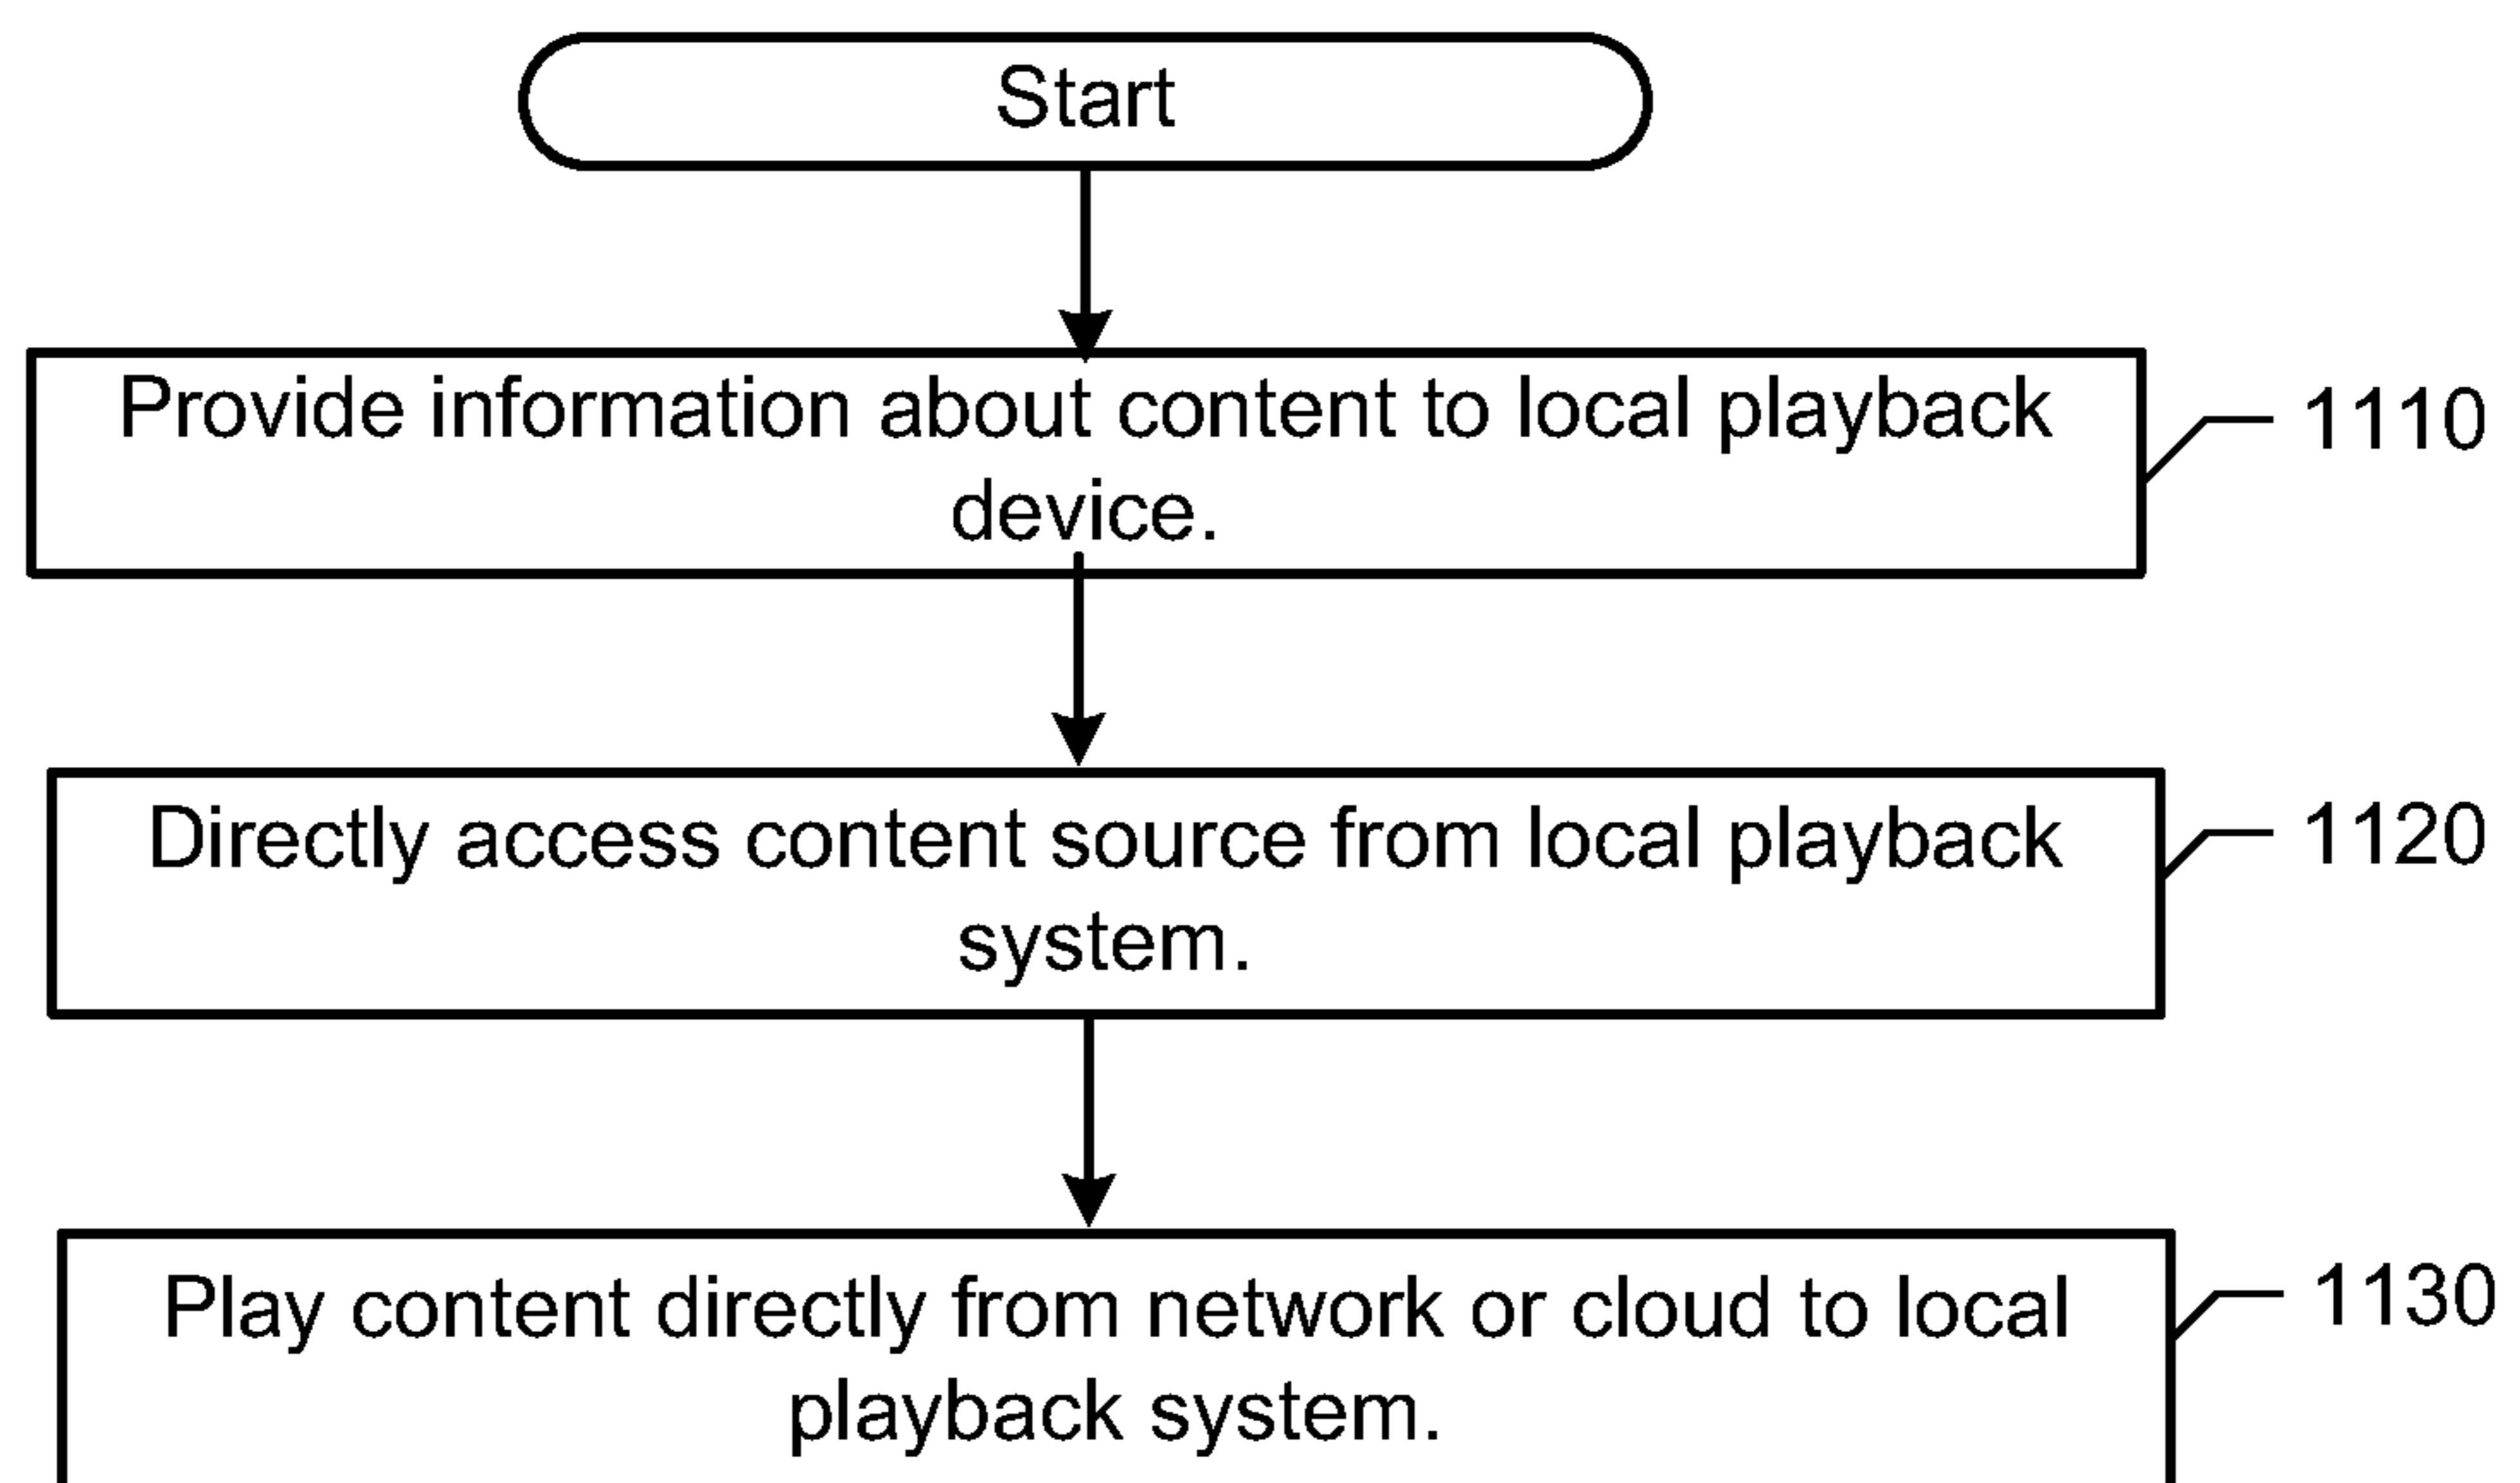 Start
Provide information about content to local playback
device.
1110
Directly access content source from local playback
system.
1120
Play content directly from network or cloud to local
playback system.
1130